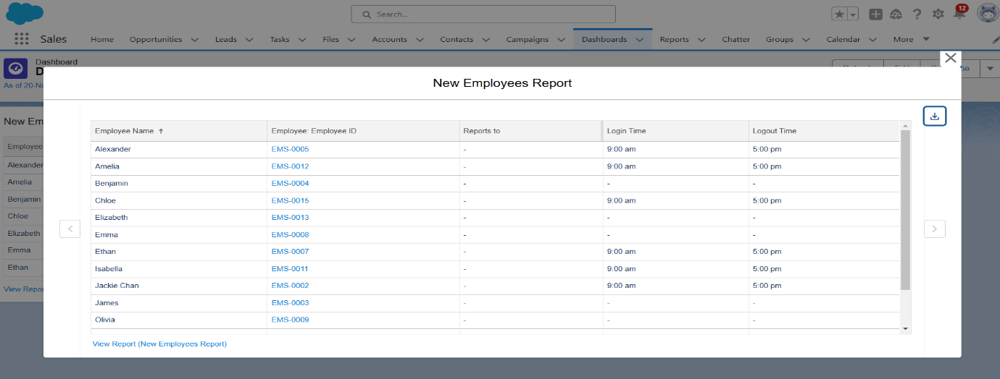 Search...
12
Sales Home Opportunities Leads Tasks Files Accounts Contacts Campaigns Dashboards Reports Chatter Groups Calendar More
Dashboard
As of 20-No
New Employees Report
New Em
Employee Name ↑ Employee: Employee ID Reports to Login Time Logout Time
Employee
Alexander EMS-0005 - 9:00 am 5:00 pm
Alexander
Amelia EMS-0012 - 9:00 am 5:00 pm
Amelia
Benjamin EMS-0004 - - -
Benjamin
Chloe EMS-0015 - 9:00 am 5:00 pm
Chloe
Elizabeth EMS-0013 - - -
Elizabeth
Emma EMS-0008 - - -
Emma
Ethan EMS-0007 - 9:00 am 5:00 pm
Ethan
Isabella EMS-0011 - 9:00 am 5:00 pm
Jackie Chan EMS-0002 - 9:00 am 5:00 pm
View Repor
James EMS-0003 - - -
Olivia EMS-0009 - - -
View Report (New Employees Report)